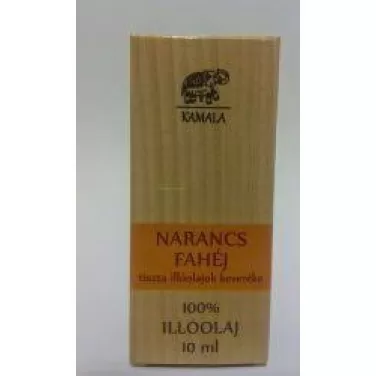 KAMALA
NARANCS
FAHÉJ
tiszta illóolajok keveréke
100%
ILLÓOLAJ
10 ml